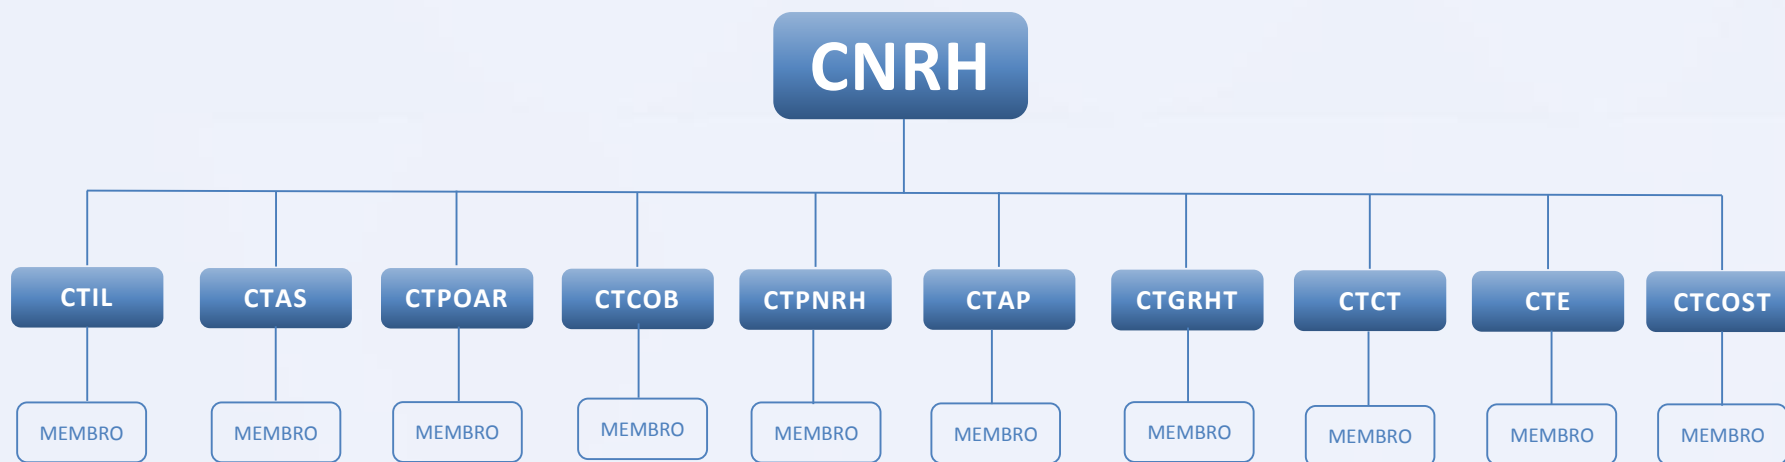 CNRH
CTIL CTAS CTPOAR CTCOB CTPNRH CTAP CTGRHT CTCT CTE CTCOST
MEMBRO MEMBRO MEMBRO MEMBRO MEMBRO MEMBRO MEMBRO MEMBRO MEMBRO MEMBRO